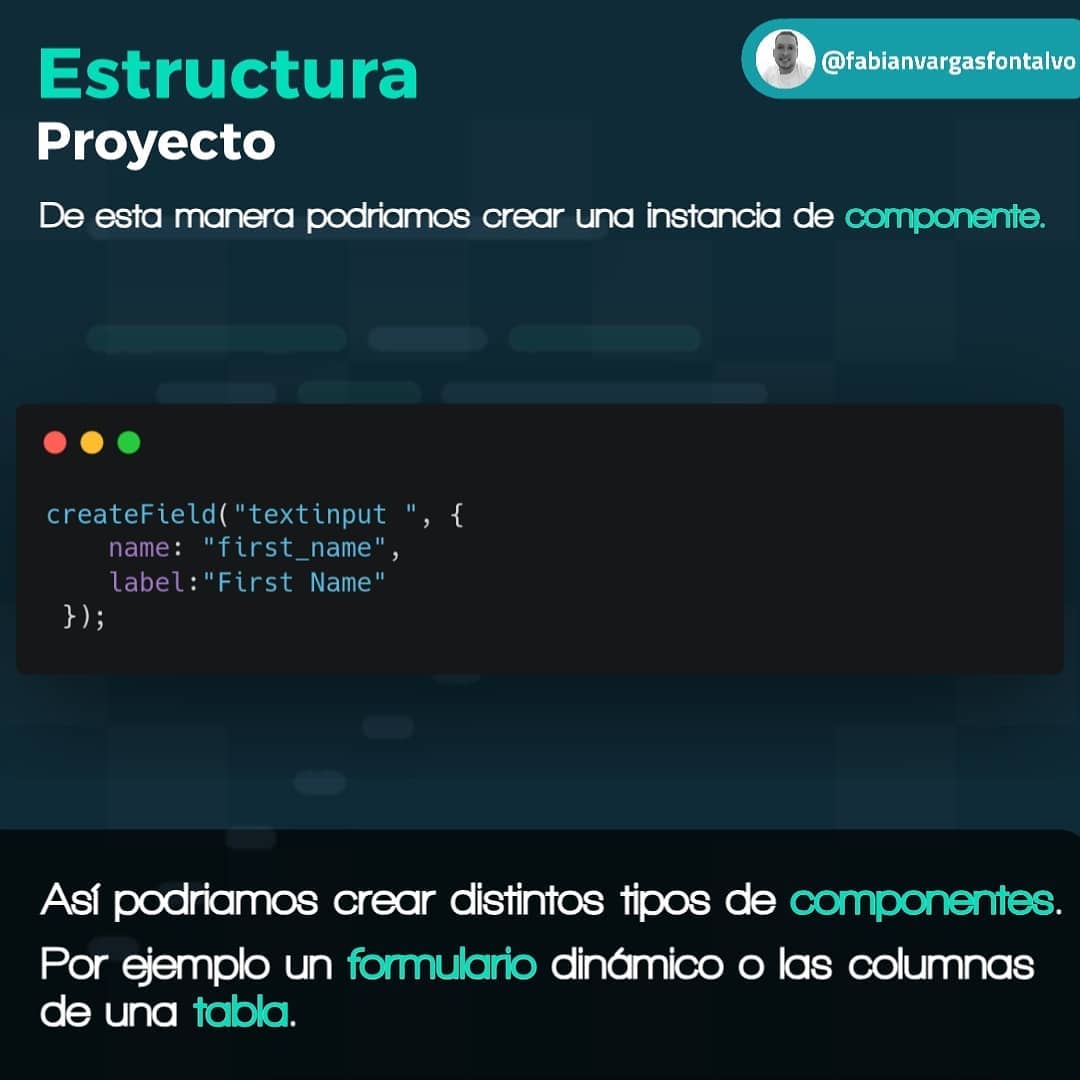 Estructura
Proyecto
@fabianvargasfontalvo
De esta manera podriamos crear una instancia de componente.
createField("textinput ", {
    name: "first_name",
    label:"First Name"
 });
Así podriamos crear distintos tipos de componentes.
Por ejemplo un formulario dinámico o las columnas
de una tabla.